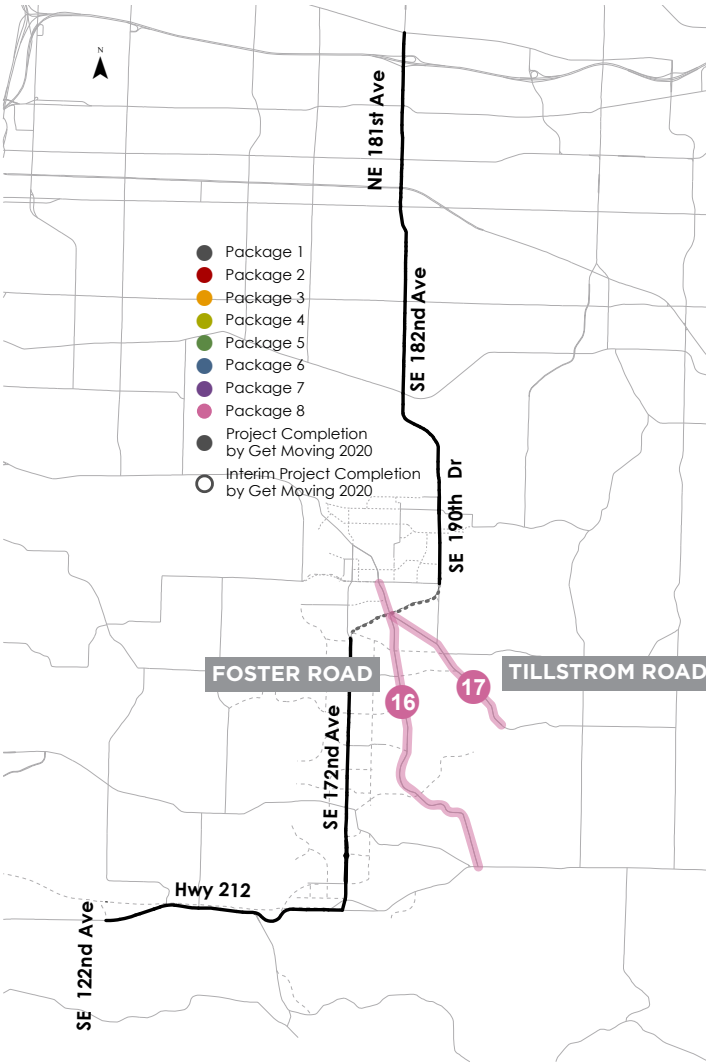 N
NE 181st Ave
Package 1
Package 2
Package 3
Package 4
Package 5
Package 6
Package 7
Package 8
Project Completion
by Get Moving 2020
Interim Project Completion
by Get Moving 2020
SE 182nd Ave
SE 190th Dr
FOSTER ROAD
TILLSTROM ROAD
16
17
SE 172nd Ave
Hwy 212
SE 122nd Ave